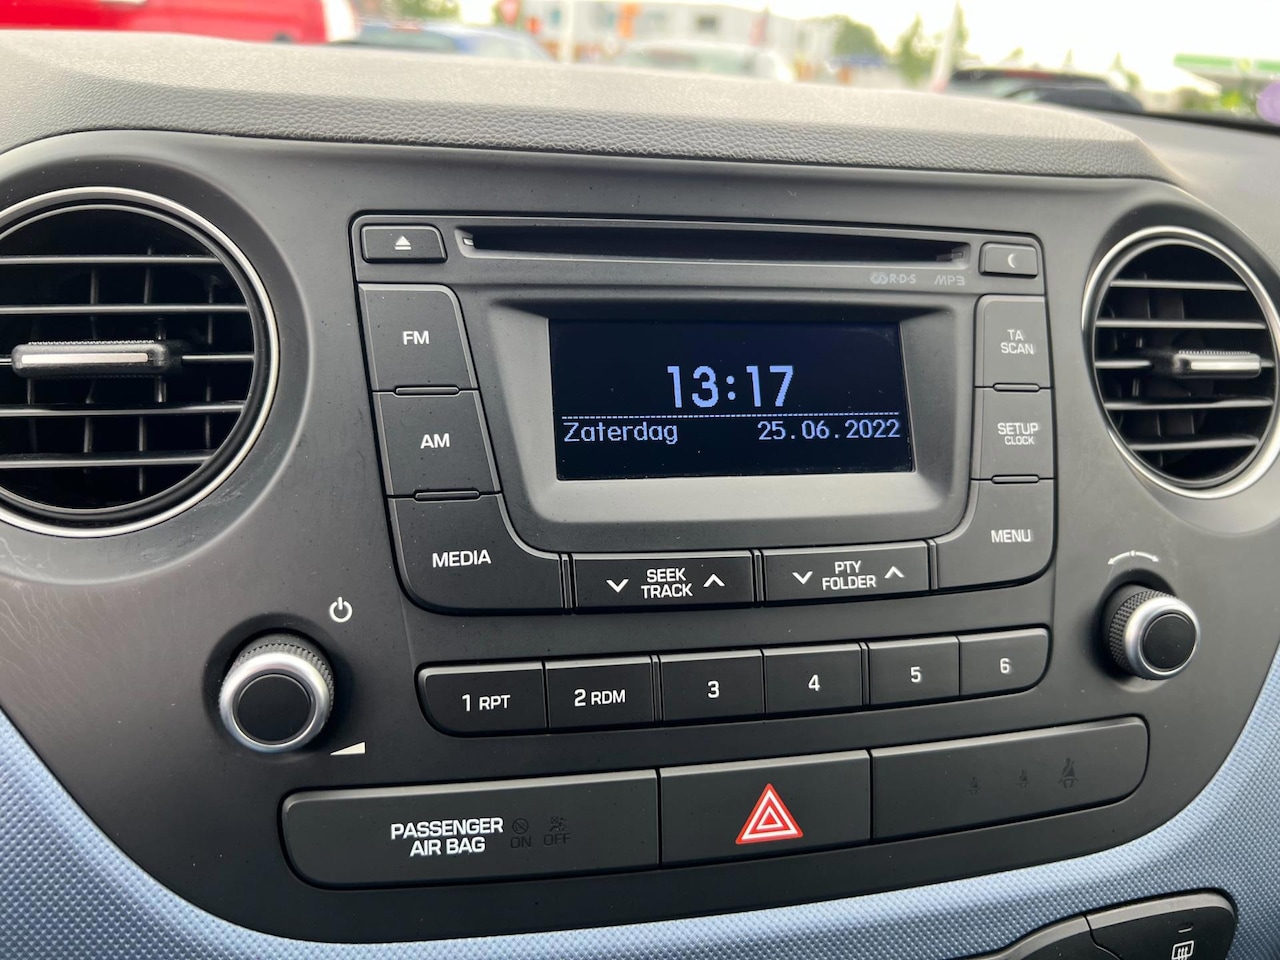 R·D·S MP3
FM
TA
SCAN
13:17
Zaterdag 25.06.2022
AM
SETUP
CLOCK
MEDIA
SEEK
TRACK
PTY
FOLDER
MENU
1 RPT
2 RDM
3
4
5
6
PASSENGER
AIR BAG
ON OFF